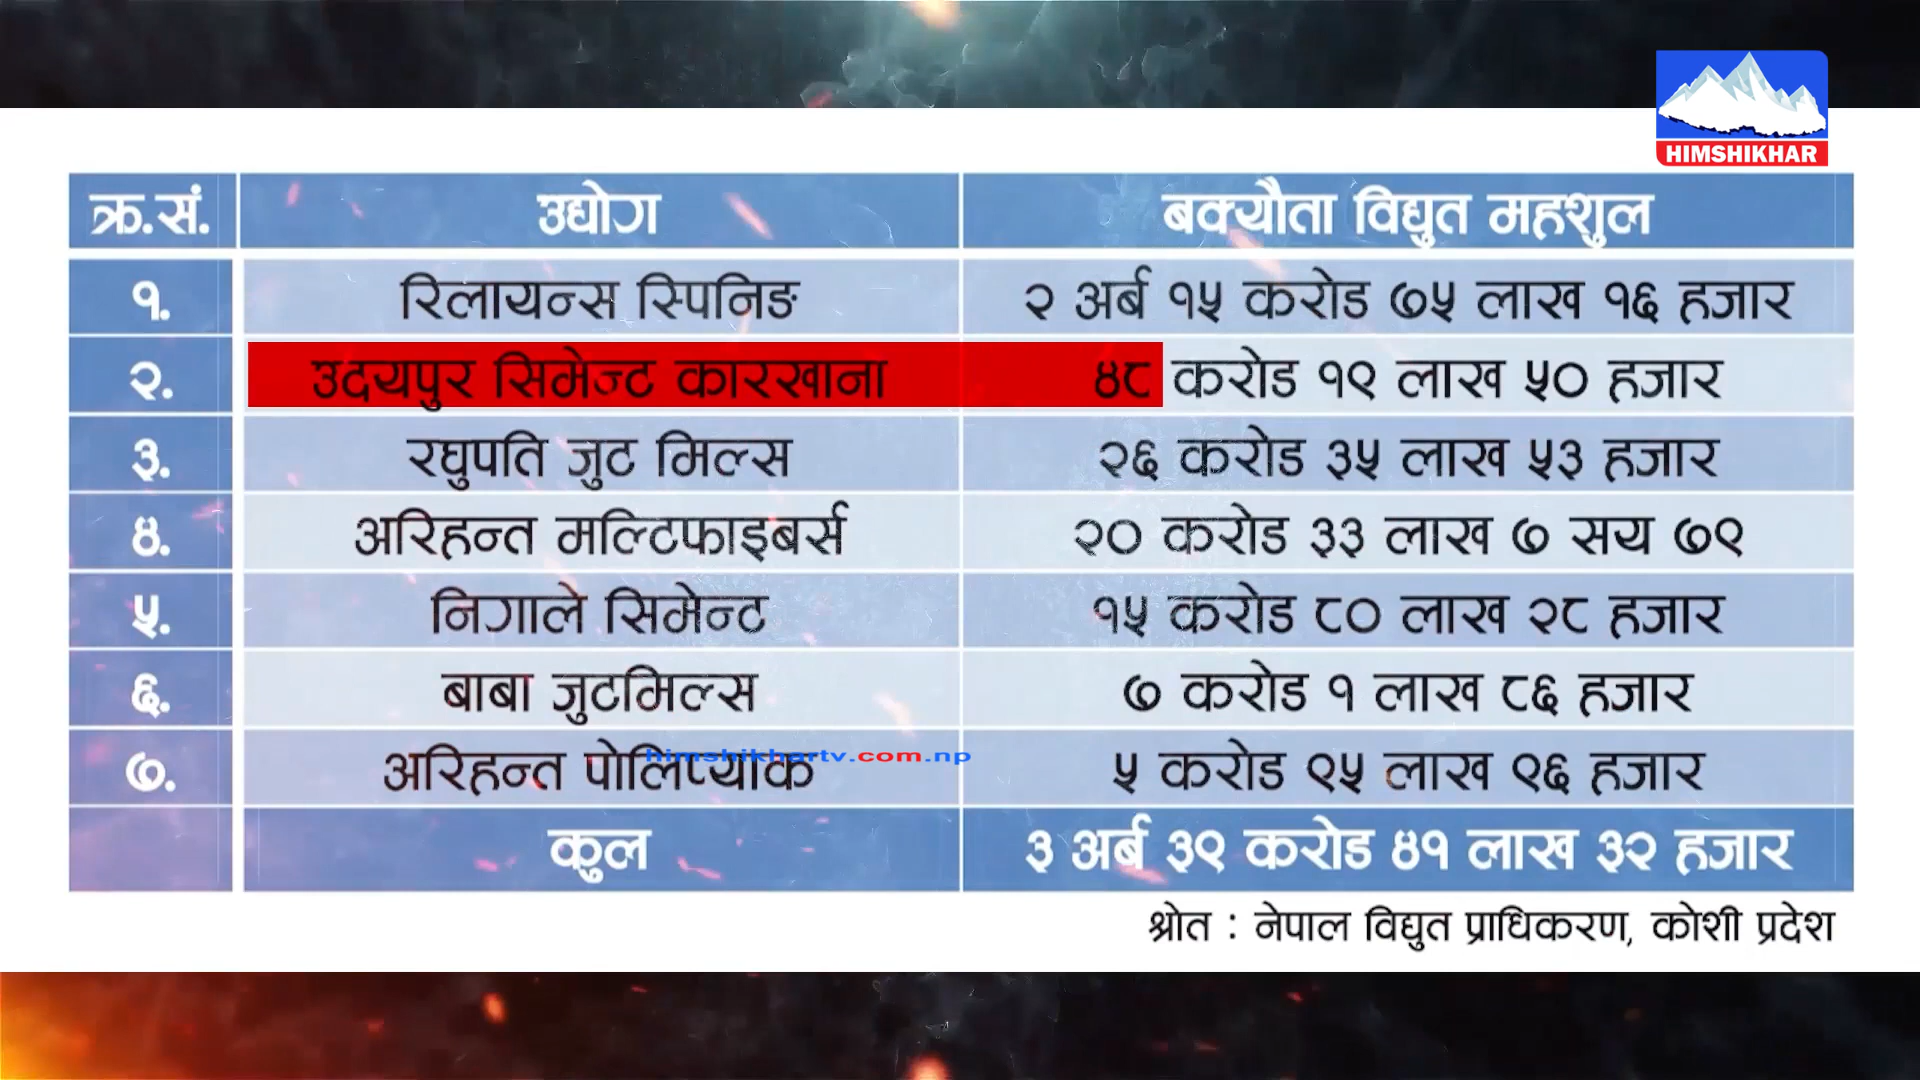 HIMSHIKHAR
क्र.सं. उद्योग बक्यौता विद्युत महशुल
१. रिलायन्स स्पिनिङ २ अर्ब १५ करोड ७५ लाख १६ हजार
२. उदयपुर सिमेन्ट कारखाना ४८ करोड १९ लाख ५० हजार
३. रघुपति जुट मिल्स २६ करोड ३५ लाख ५३ हजार
४. अरिहन्त मल्टिफाइबर्स २० करोड ३३ लाख ७ सय ७९
५. निगाले सिमेन्ट १५ करोड ८० लाख २८ हजार
६. बाबा जुटमिल्स ७ करोड १ लाख ८६ हजार
७. अरिहन्त पोलिप्याक ५ करोड ९५ लाख ९६ हजार
himshikhartv.com.np
कुल ३ अर्ब ३९ करोड ४१ लाख ३२ हजार
श्रोत : नेपाल विद्युत प्राधिकरण, कोशी प्रदेश